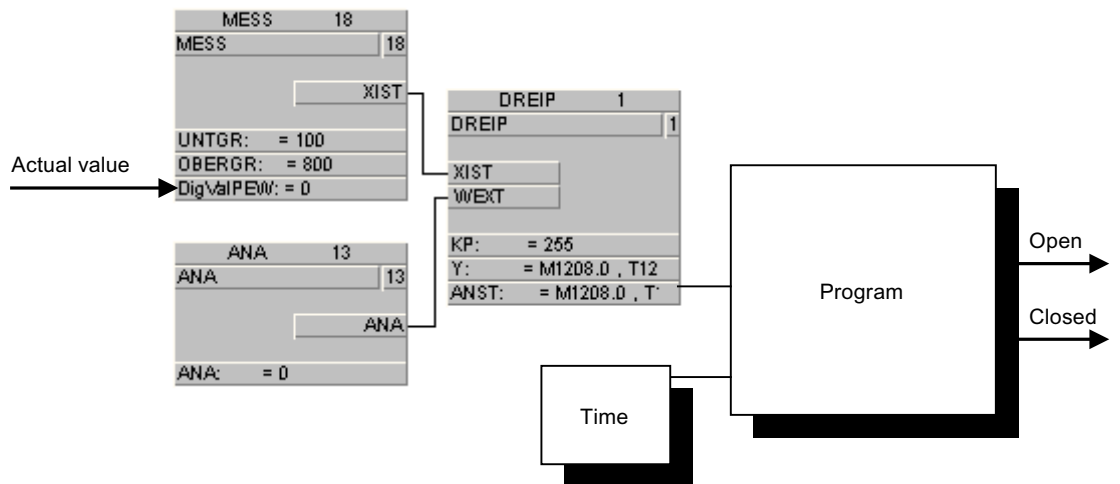 MESS 18
MESS 18
XIST
UNTGR: = 100
OBERGR: = 800
DigValPEW: = 0
Actual value
ANA 13
ANA 13
ANA
ANA: = 0
DREIP 1
DREIP 1
XIST
WEXT
KP: = 255
Y: = M1208.0 , T12
ANST: = M1208.0 , T
Program
Time
Open
Closed